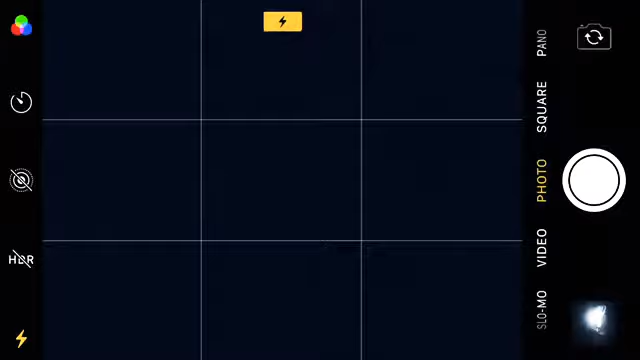 HDR
PANO
SQUARE
PHOTO
VIDEO
SLO-MO